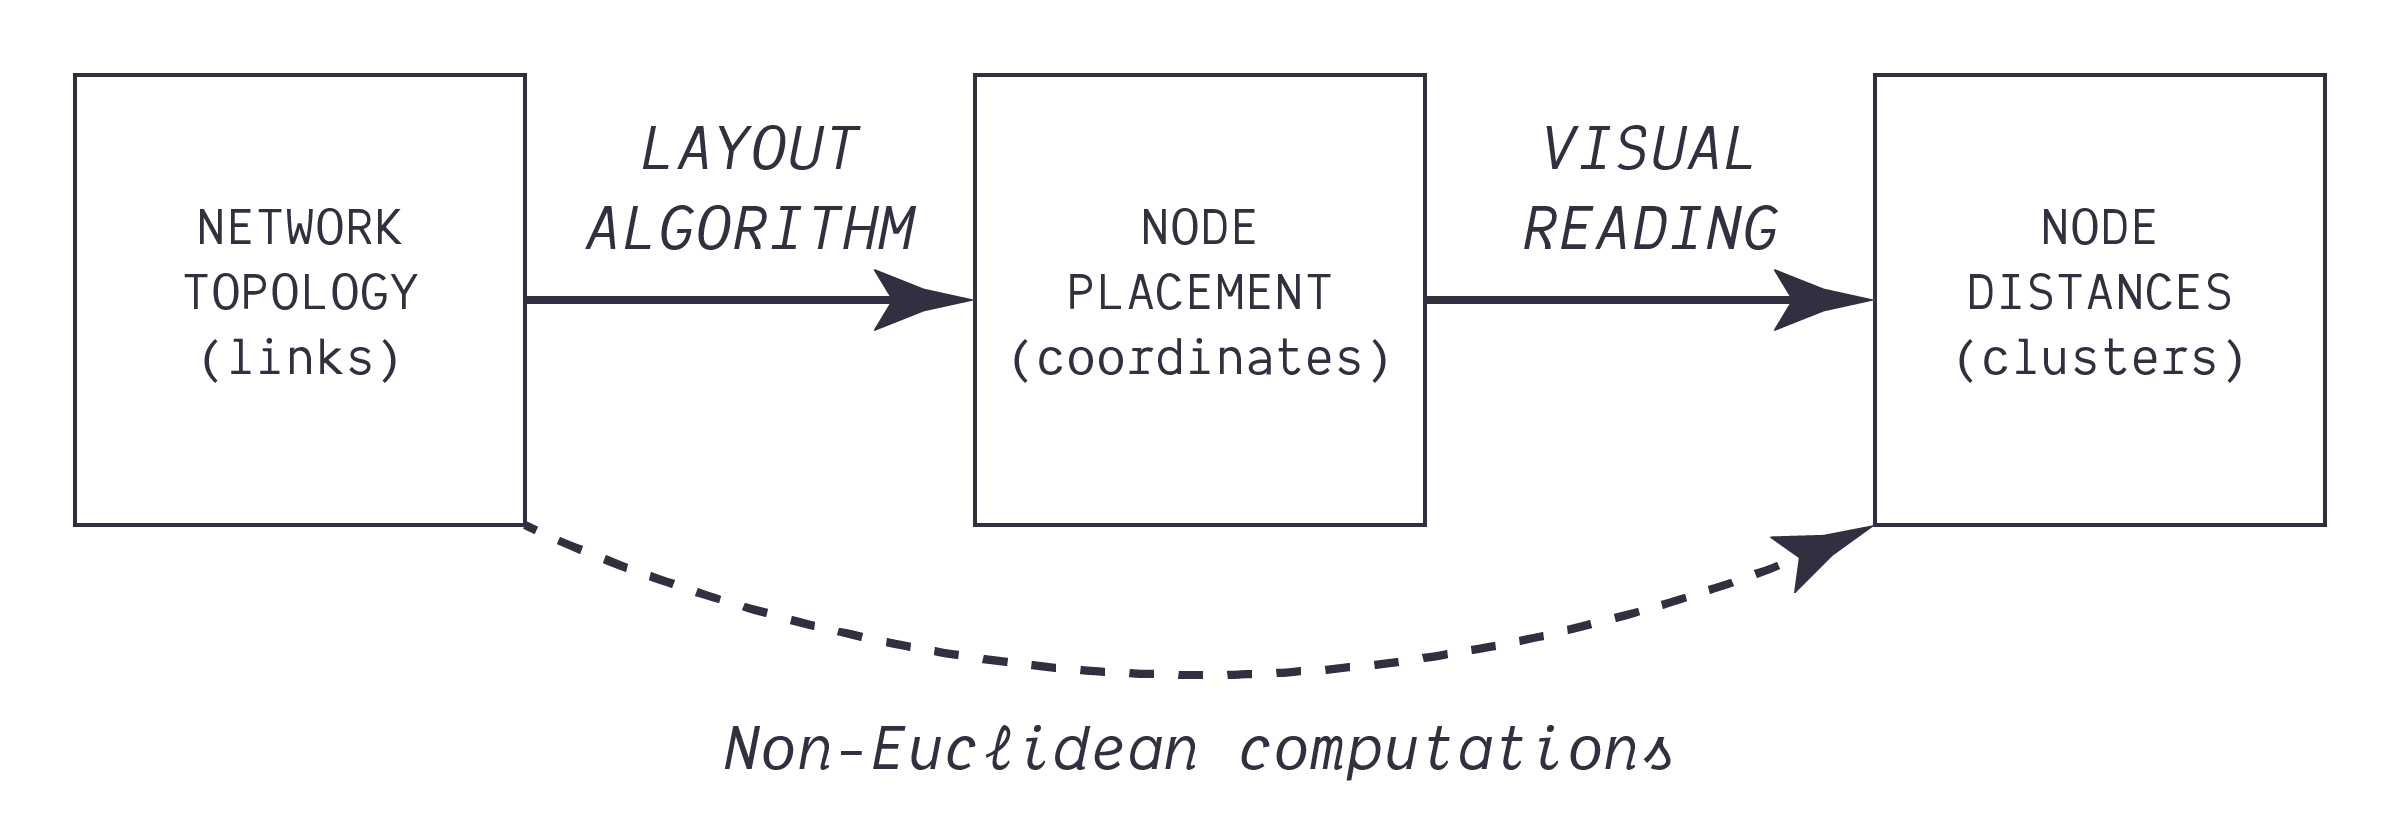 NETWORK
TOPOLOGY
(links)
LAYOUT
ALGORITHM
NODE
PLACEMENT
(coordinates)
VISUAL
READING
NODE
DISTANCES
(clusters)
Non-Euclidean computations